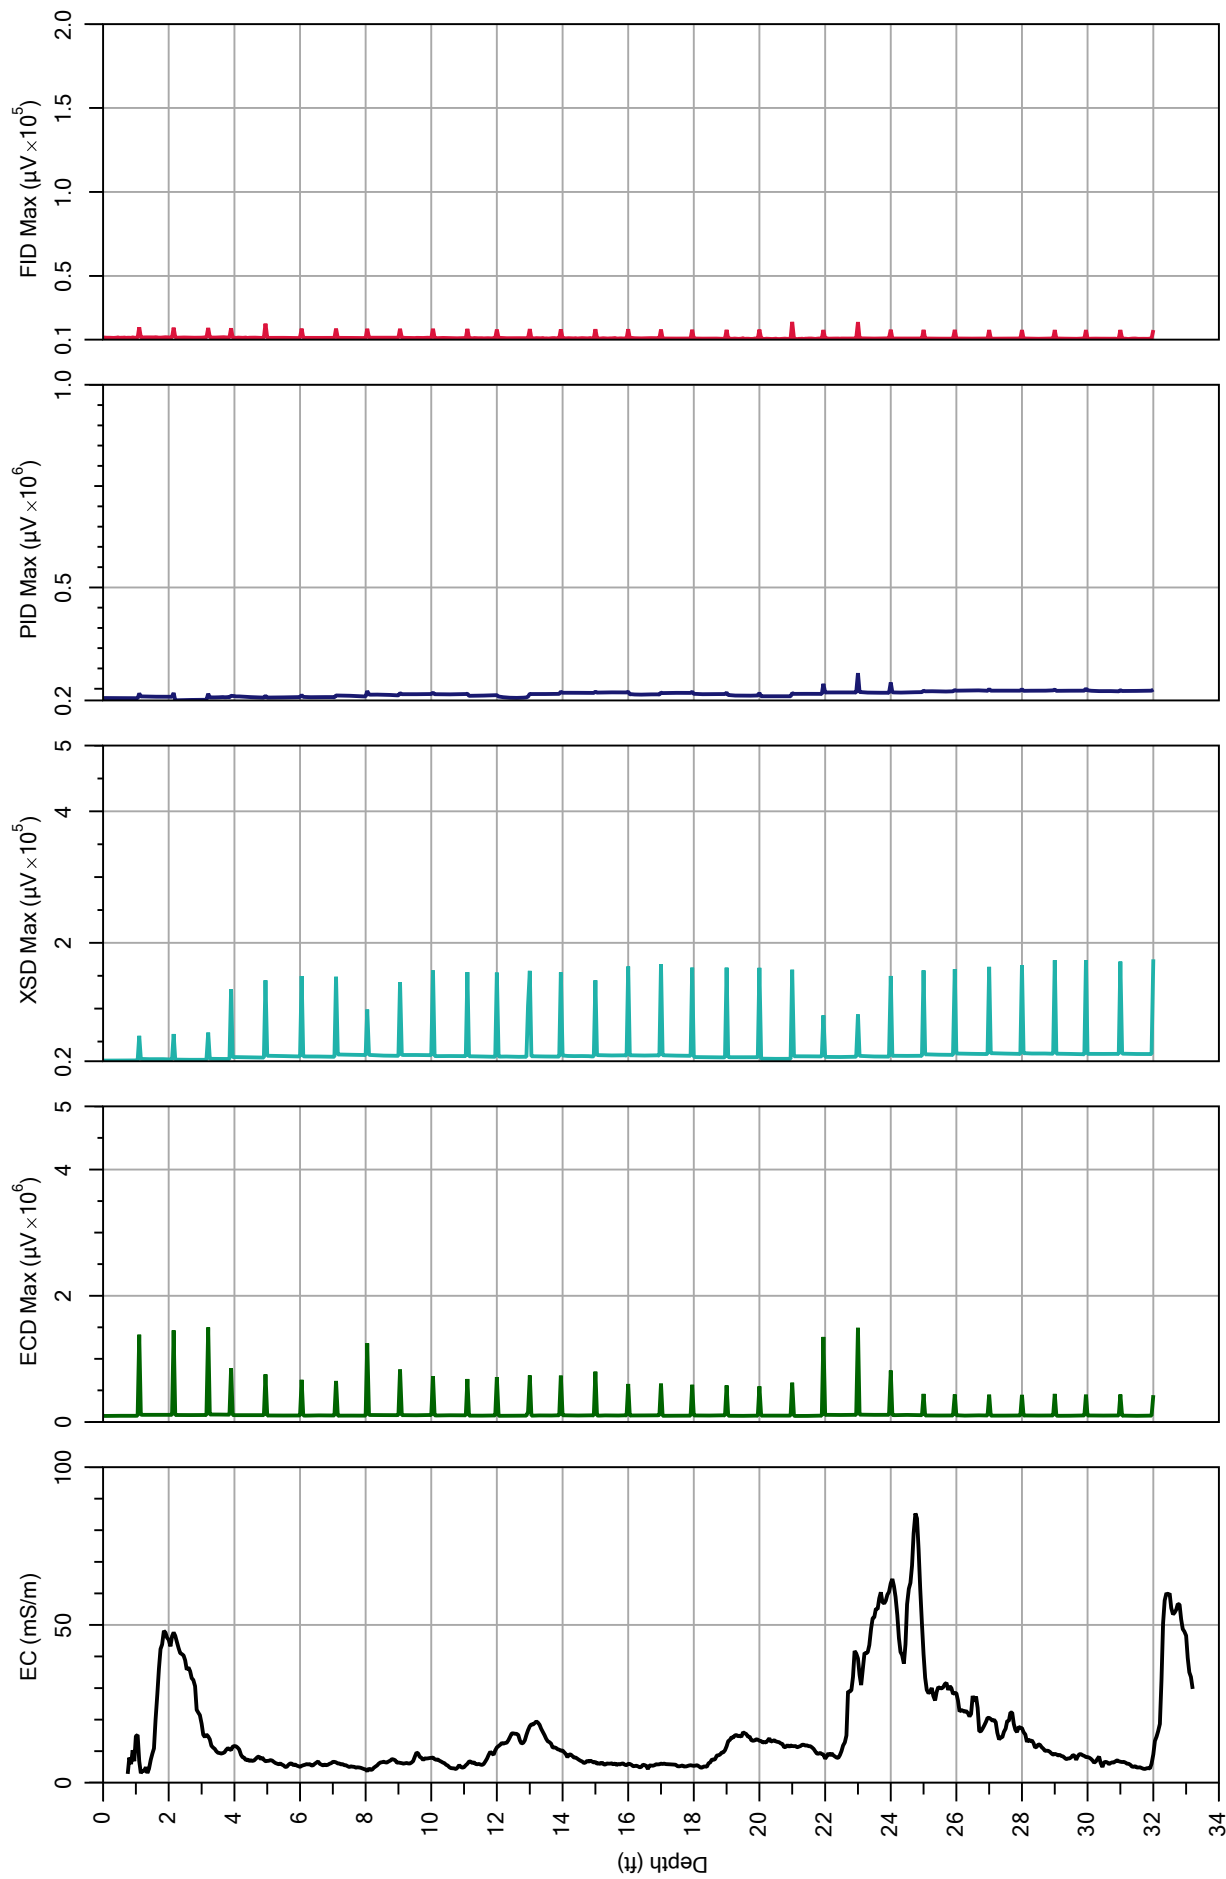 FID Max (µV ×10⁵)
0.1 0.5 1.0 1.5 2.0
PID Max (µV ×10⁶)
0.2 0.5 1.0
XSD Max (µV ×10⁵)
0.2 2 4 5
ECD Max (µV ×10⁶)
0 2 4 5
EC (mS/m)
0 50 100
0 2 4 6 8 10 12 14 16 18 20 22 24 26 28 30 32 34
Depth (ft)